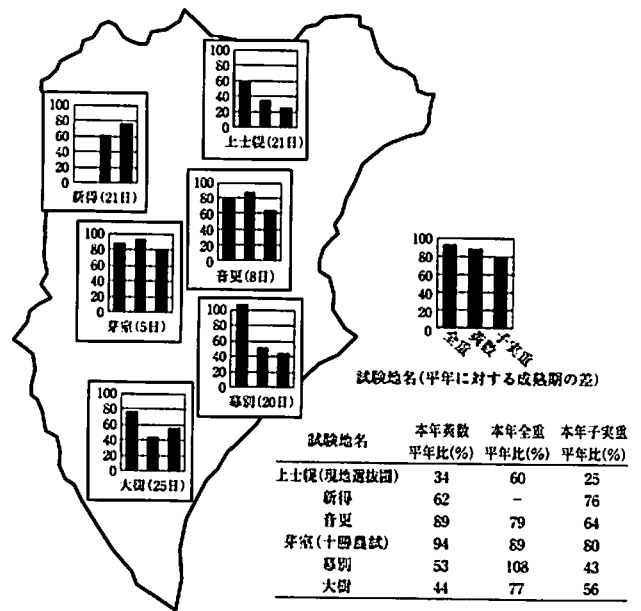 100
80
60
40
20
0
上士幌(21日)
100
80
60
40
20
0
新得(21日)
100
80
60
40
20
0
音更(8日)
100
80
60
40
20
0
芽室(5日)
100
80
60
40
20
0
幕別(20日)
100
80
60
40
20
0
大樹(25日)
100
80
60
40
20
0
全重 莢数 子実重
試験地名(平年に対する成熟期の差)
試験地名 本年莢数 本年全重 本年子実重
平年比(%) 平年比(%) 平年比(%)
上士幌(現地選抜圃) 34 60 25
新得 62 − 76
音更 89 79 64
芽室(十勝農試) 94 89 80
幕別 53 108 43
大樹 44 77 56